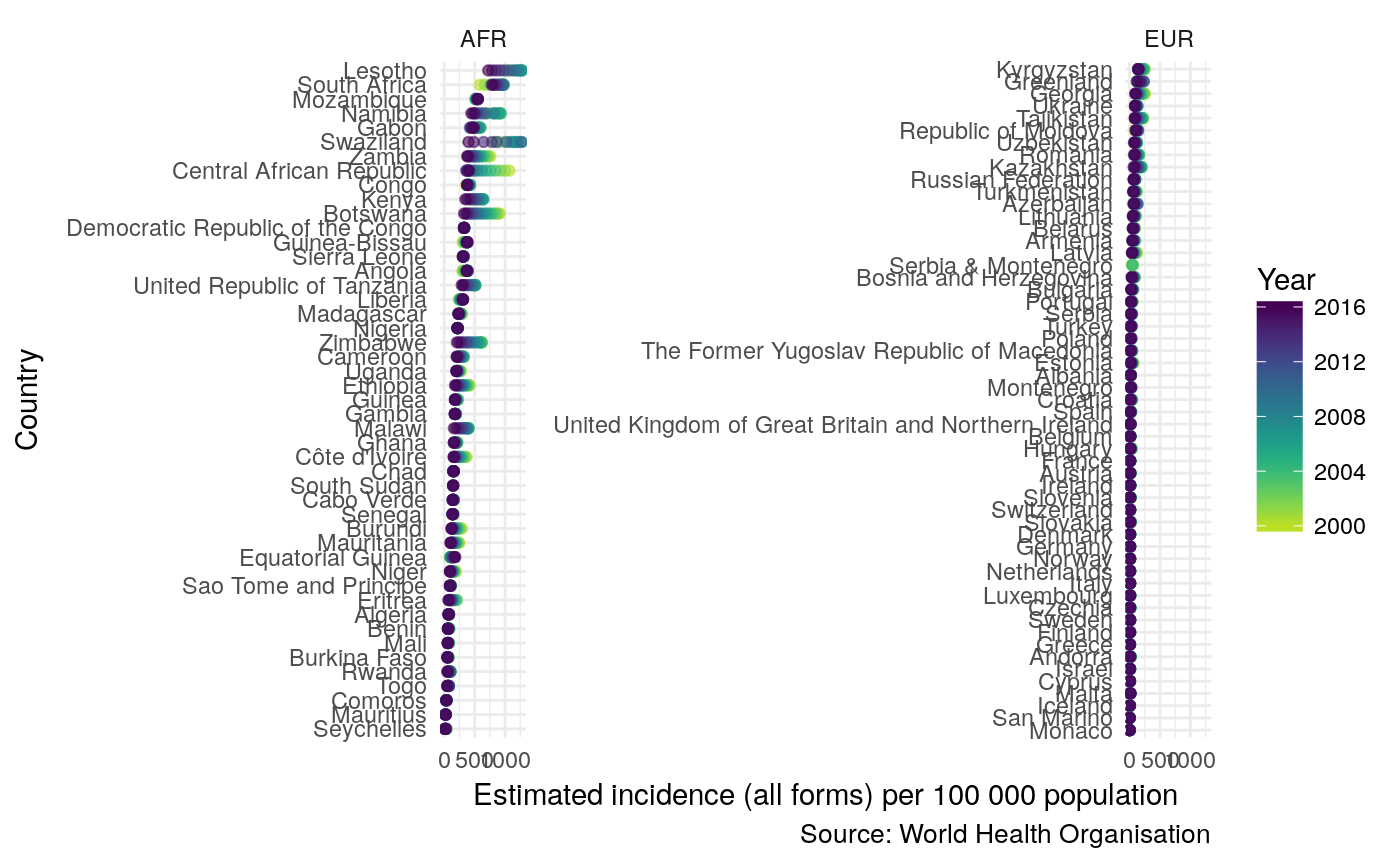 AFR
EUR
Country
Lesotho
South Africa
Mozambique
Namibia
Gabon
Swaziland
Zambia
Central African Republic
Congo
Kenya
Botswana
Democratic Republic of the Congo
Guinea-Bissau
Sierra Leone
Angola
United Republic of Tanzania
Liberia
Madagascar
Nigeria
Zimbabwe
Cameroon
Uganda
Ethiopia
Guinea
Gambia
Malawi
Ghana
Côte d'Ivoire
Chad
South Sudan
Cabo Verde
Senegal
Burundi
Mauritania
Equatorial Guinea
Niger
Sao Tome and Principe
Eritrea
Algeria
Benin
Mali
Burkina Faso
Rwanda
Togo
Comoros
Mauritius
Seychelles
0 500 1000
Kyrgyzstan
Greenland
Georgia
Ukraine
Tajikistan
Republic of Moldova
Uzbekistan
Romania
Kazakhstan
Russian Federation
Turkmenistan
Azerbaijan
Lithuania
Belarus
Armenia
Latvia
Serbia & Montenegro
Bosnia and Herzegovina
Bulgaria
Portugal
Serbia
Turkey
Poland
The Former Yugoslav Republic of Macedonia
Estonia
Albania
Montenegro
Croatia
Spain
United Kingdom of Great Britain and Northern Ireland
Belgium
Hungary
France
Austria
Ireland
Slovenia
Switzerland
Slovakia
Denmark
Germany
Norway
Netherlands
Italy
Luxembourg
Czechia
Sweden
Finland
Greece
Andorra
Israel
Cyprus
Malta
Iceland
San Marino
Monaco
0 500 1000
Year
2016
2012
2008
2004
2000
Estimated incidence (all forms) per 100 000 population
Source: World Health Organisation